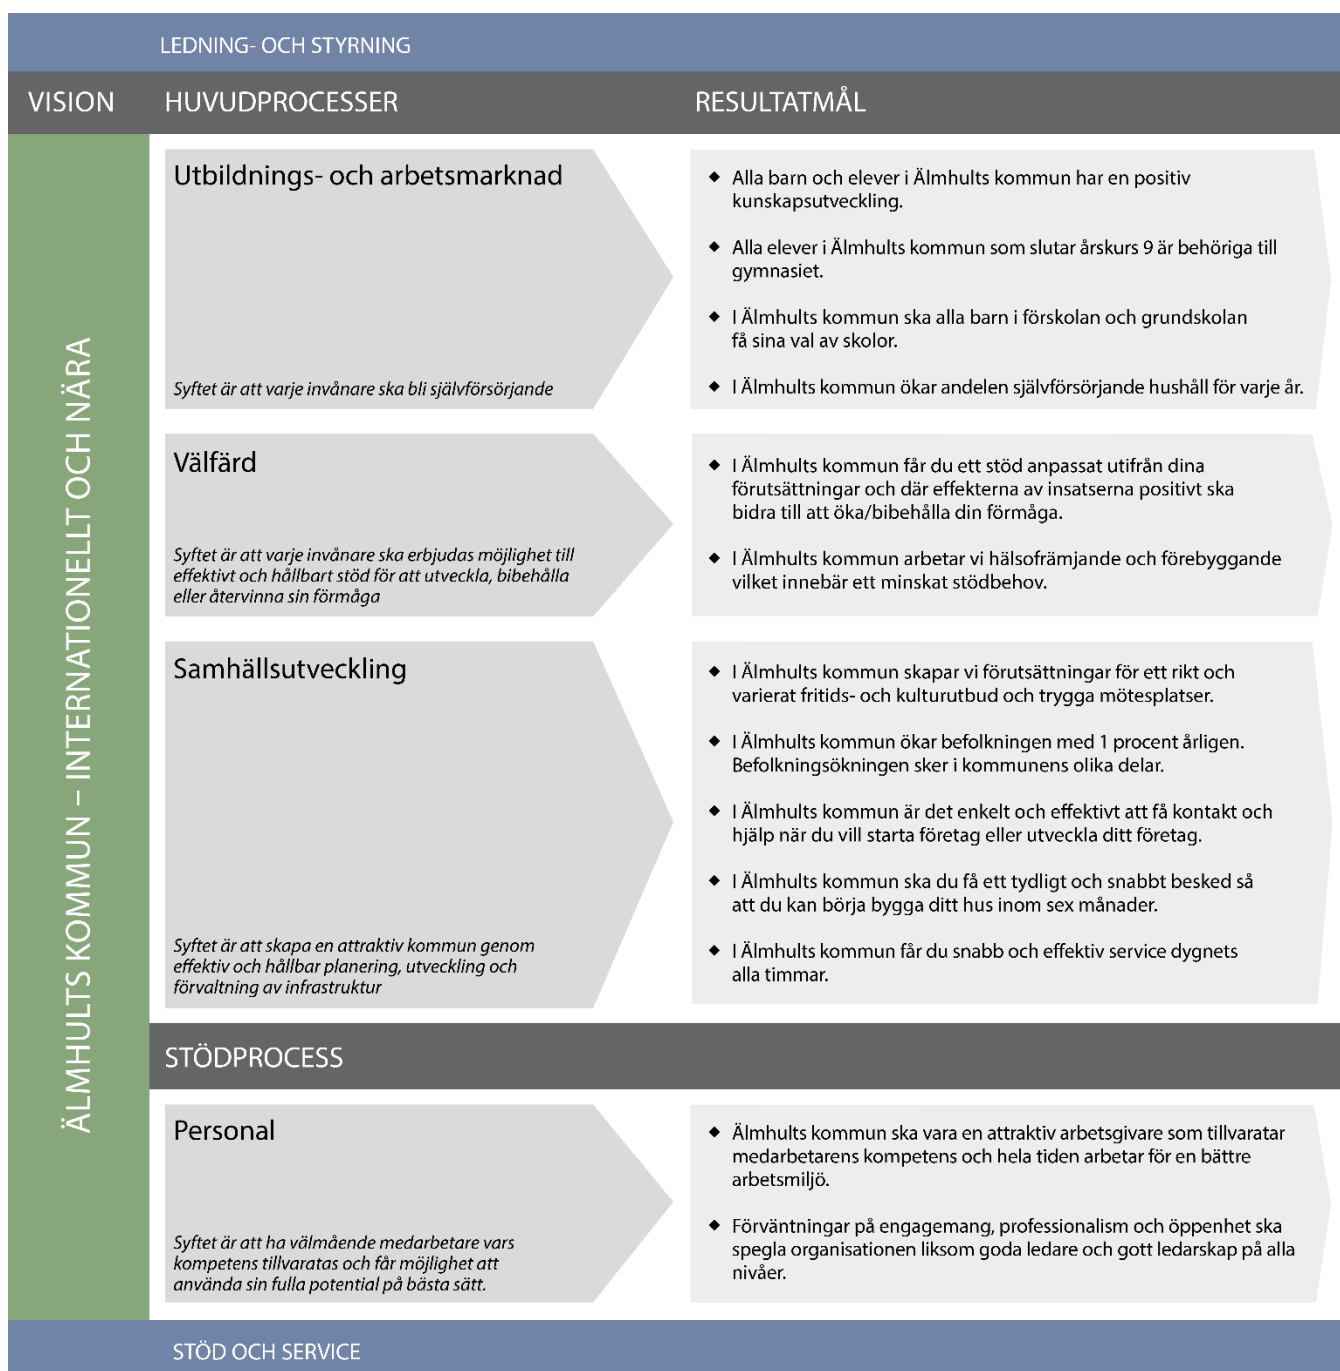 LEDNING- OCH STYRNING
VISION
HUVUDPROCESSER
RESULTATMÅL
ÄLMHULTS KOMMUN – INTERNATIONELLT OCH NÄRA
Utbildnings- och arbetsmarknad
Syftet är att varje invånare ska bli självförsörjande
◆ Alla barn och elever i Älmhults kommun har en positiv
kunskapsutveckling.
◆ Alla elever i Älmhults kommun som slutar årskurs 9 är behöriga till
gymnasiet.
◆ I Älmhults kommun ska alla barn i förskolan och grundskolan
få sina val av skolor.
◆ I Älmhults kommun ökar andelen självförsörjande hushåll för varje år.
Välfärd
Syftet är att varje invånare ska erbjudas möjlighet till
effektivt och hållbart stöd för att utveckla, bibehålla
eller återvinna sin förmåga
◆ I Älmhults kommun får du ett stöd anpassat utifrån dina
förutsättningar och där effekterna av insatserna positivt ska
bidra till att öka/bibehålla din förmåga.
◆ I Älmhults kommun arbetar vi hälsofrämjande och förebyggande
vilket innebär ett minskat stödbehov.
Samhällsutveckling
Syftet är att skapa en attraktiv kommun genom
effektiv och hållbar planering, utveckling och
förvaltning av infrastruktur
◆ I Älmhults kommun skapar vi förutsättningar för ett rikt och
varierat fritids- och kulturutbud och trygga mötesplatser.
◆ I Älmhults kommun ökar befolkningen med 1 procent årligen.
Befolkningsökningen sker i kommunens olika delar.
◆ I Älmhults kommun är det enkelt och effektivt att få kontakt och
hjälp när du vill starta företag eller utveckla ditt företag.
◆ I Älmhults kommun ska du få ett tydligt och snabbt besked så
att du kan börja bygga ditt hus inom sex månader.
◆ I Älmhults kommun får du snabb och effektiv service dygnets
alla timmar.
STÖDPROCESS
Personal
Syftet är att ha välmående medarbetare vars
kompetens tillvaratas och får möjlighet att
använda sin fulla potential på bästa sätt.
◆ Älmhults kommun ska vara en attraktiv arbetsgivare som tillvaratar
medarbetarens kompetens och hela tiden arbetar för en bättre
arbetsmiljö.
◆ Förväntningar på engagemang, professionalism och öppenhet ska
spegla organisationen liksom goda ledare och gott ledarskap på alla
nivåer.
STÖD OCH SERVICE